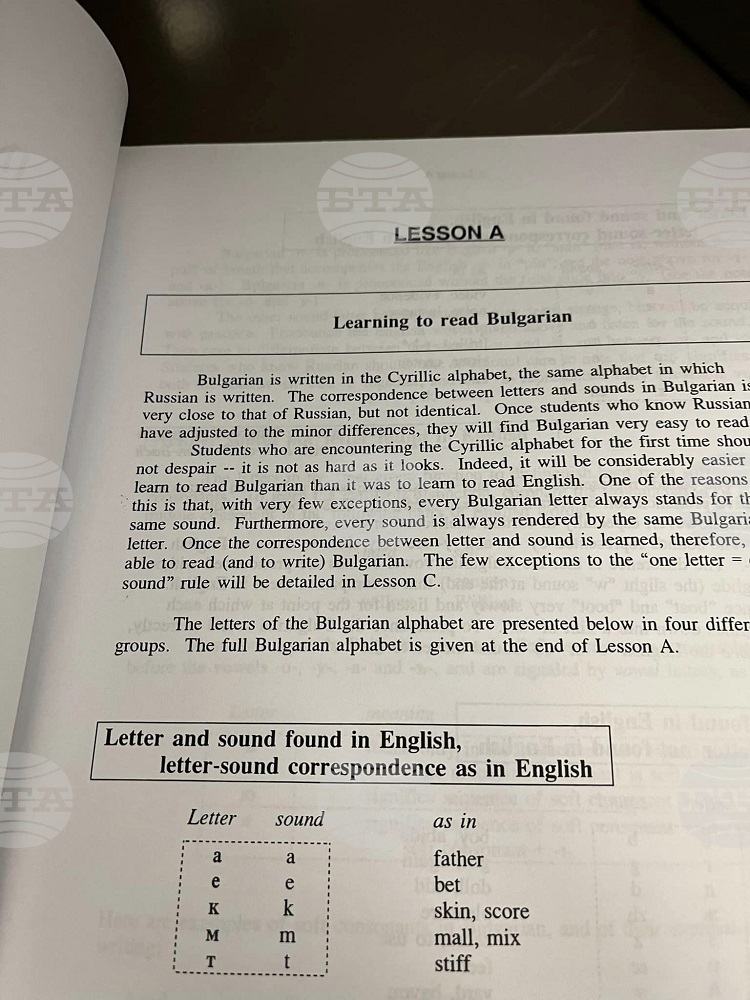 LESSON A
Learning to read Bulgarian
Bulgarian is written in the Cyrillic alphabet, the same alphabet in which
Russian is written. The correspondence between letters and sounds in Bulgarian is
very close to that of Russian, but not identical. Once students who know Russian
have adjusted to the minor differences, they will find Bulgarian very easy to read
Students who are encountering the Cyrillic alphabet for the first time shou
not despair -- it is not as hard as it looks. Indeed, it will be considerably easier
learn to read Bulgarian than it was to learn to read English. One of the reasons
this is that, with very few exceptions, every Bulgarian letter always stands for th
same sound. Furthermore, every sound is always rendered by the same Bulgaria
letter. Once the correspondence between letter and sound is learned, therefore,
able to read (and to write) Bulgarian. The few exceptions to the “one letter =
sound” rule will be detailed in Lesson C.
The letters of the Bulgarian alphabet are presented below in four differ
groups. The full Bulgarian alphabet is given at the end of Lesson A.
Letter and sound found in English,
letter-sound correspondence as in English
Letter sound as in
а a father
е e bet
к k skin, score
м m mall, mix
т t stiff
БТА